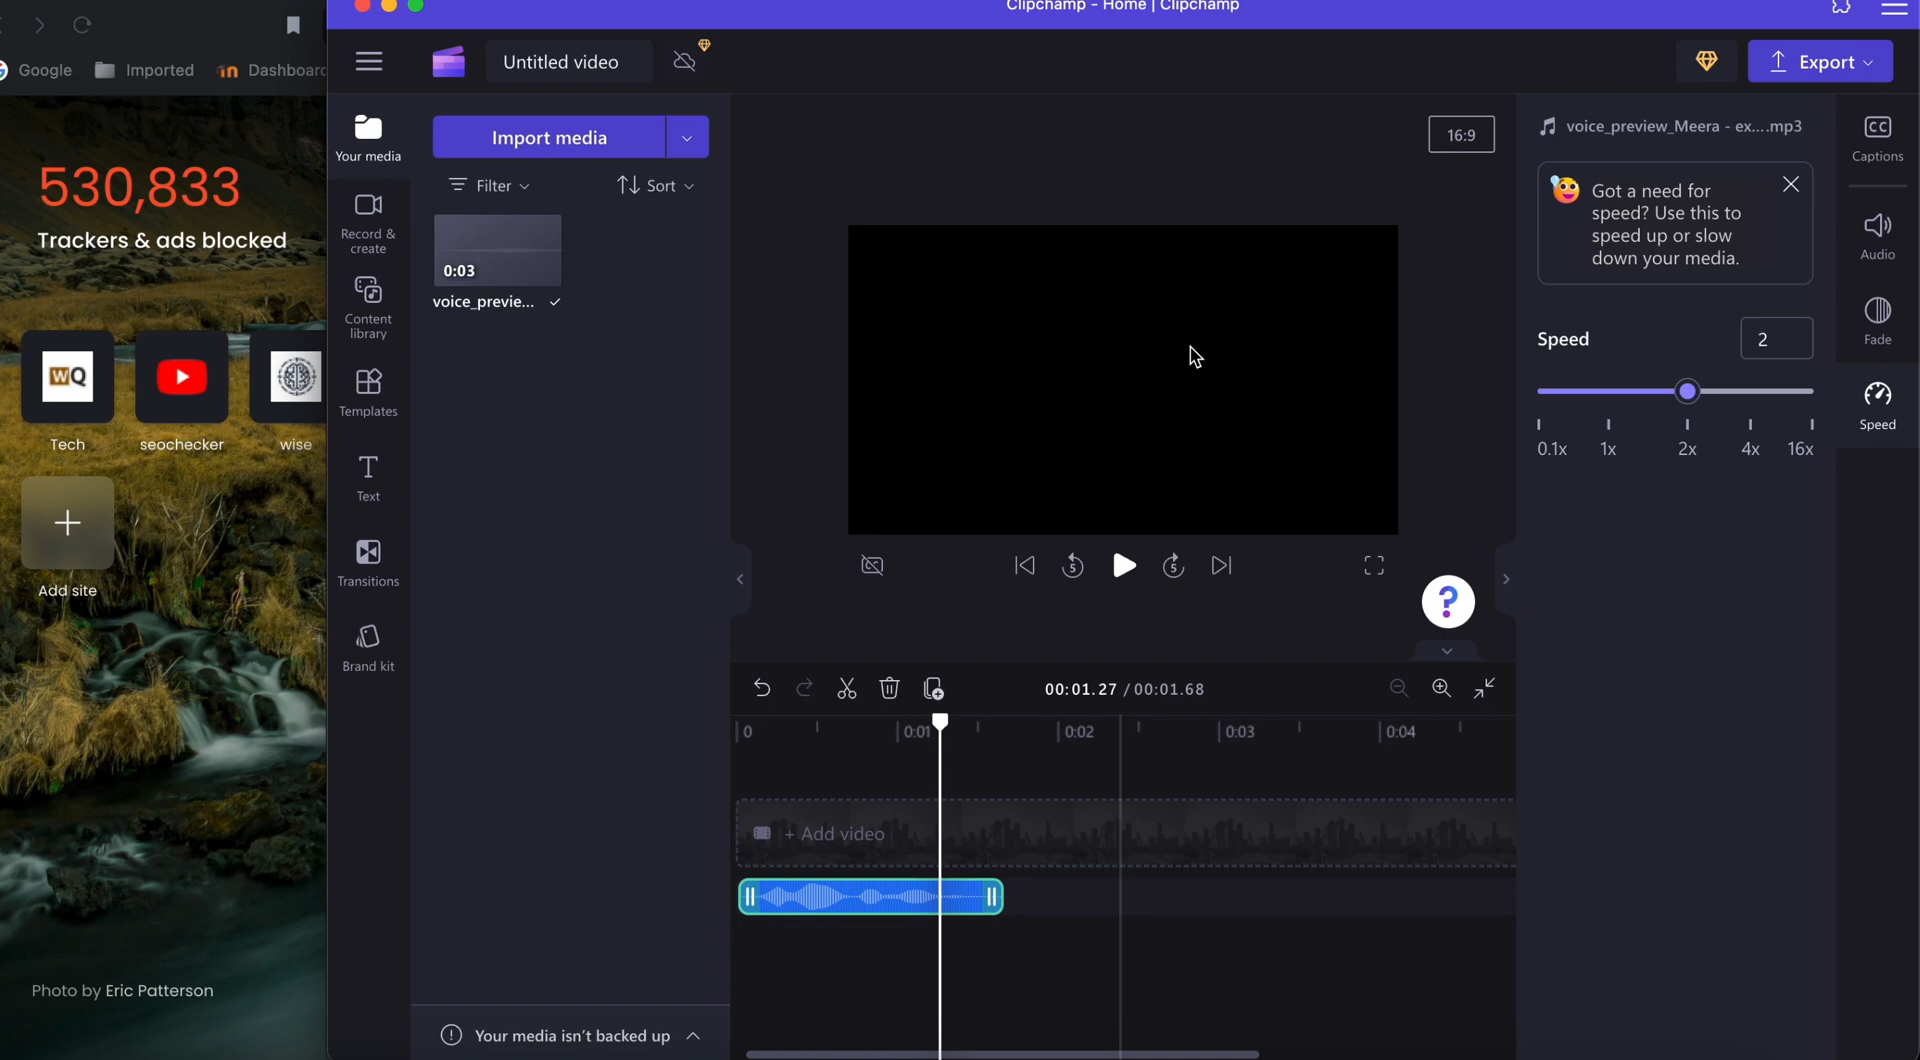 Clipchamp - Home | Clipchamp
Google
Imported
Dashboard
Untitled video
Export
530,833
Trackers & ads blocked
Tech
seochecker
wise
Add site
Photo by Eric Patterson
Your media
Record &
create
Content
library
Templates
Text
Transitions
Brand kit
Import media
Filter
Sort
0:03
voice_previe...
Your media isn't backed up
16:9
5
5
?
00:01.27 / 00:01.68
0
0:01
0:02
0:03
0:04
+ Add video
voice_preview_Meera - ex....mp3
Got a need for
speed? Use this to
speed up or slow
down your media.
Speed
2
0.1x 1x 2x 4x 16x
CC
Captions
Audio
Fade
Speed